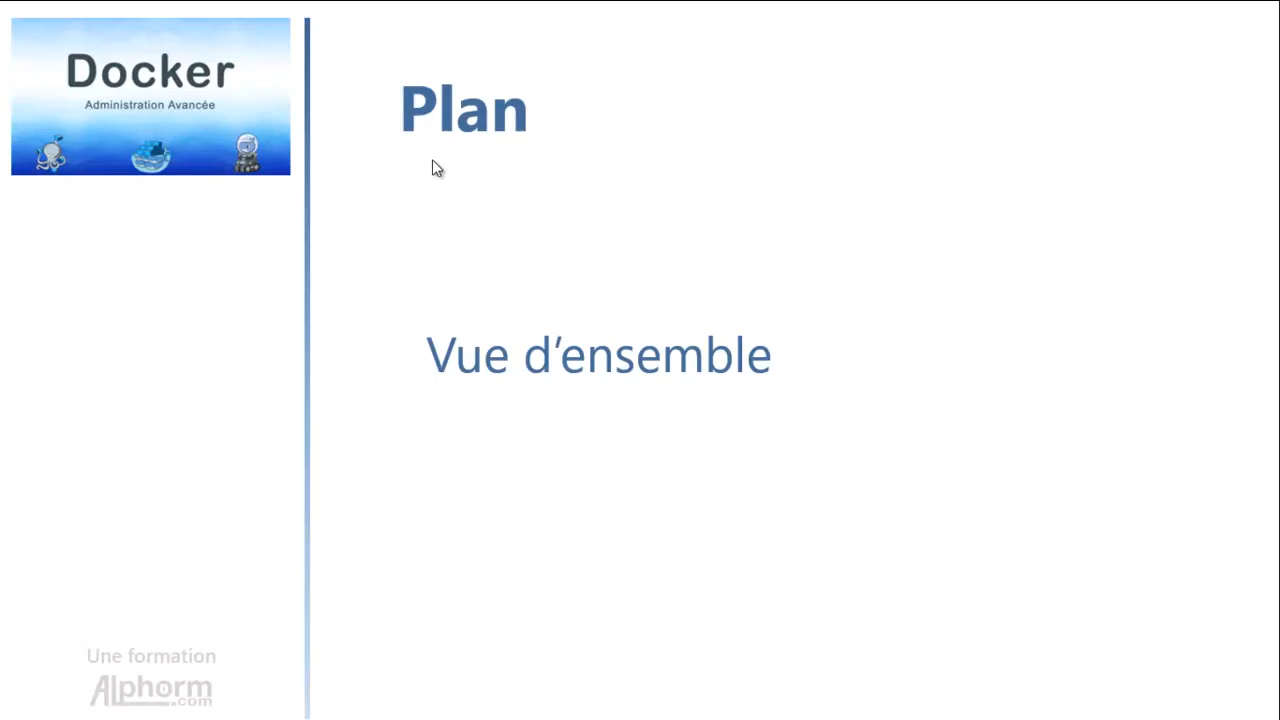 Docker
Administration Avancée
Plan
Vue d’ensemble
Une formation
Alphorm
.com